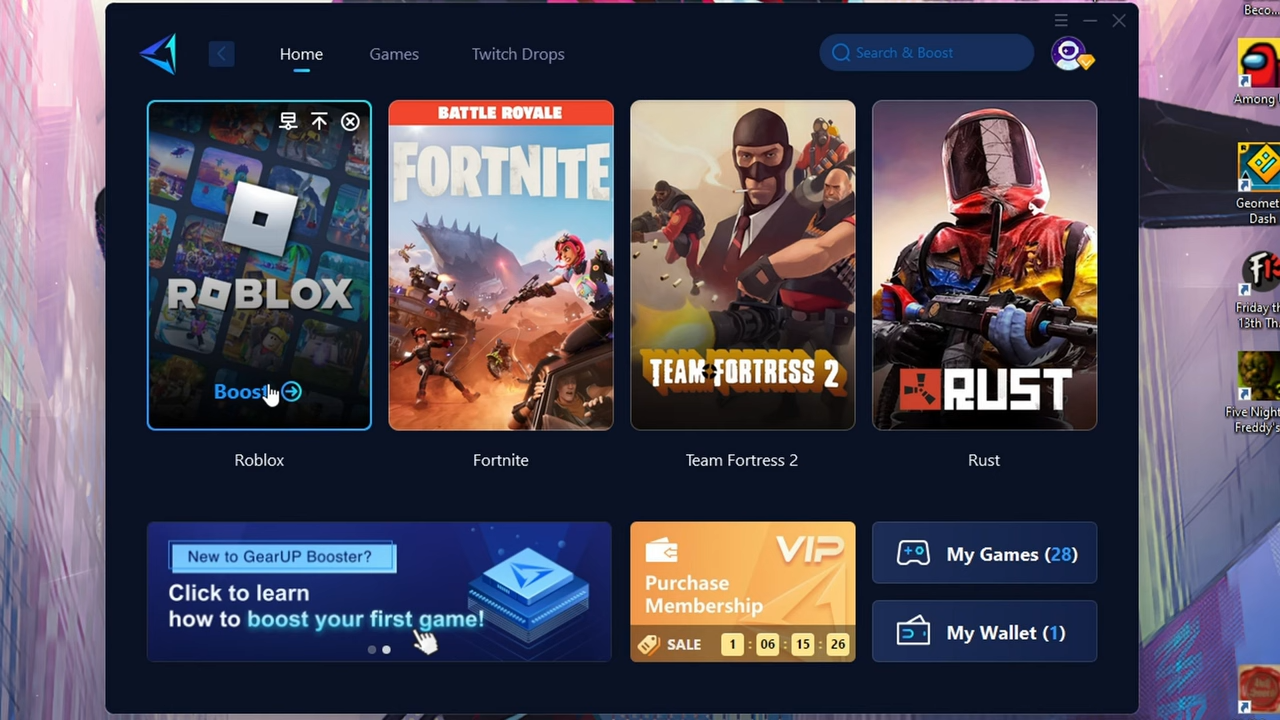 Home
Games
Twitch Drops
Search & Boost
ROBLOX
Boost
BATTLE ROYALE
FORTNITE
TEAM FORTRESS 2
RUST
Roblox
Fortnite
Team Fortress 2
Rust
New to GearUP Booster?
Click to learn
how to boost your first game!
VIP
Purchase
Membership
SALE 1 : 06 : 15 : 26
My Games (28)
My Wallet (1)
Beco...
Among
Geomet
Dash
Friday th
13th Th...
Five Night
Freddy's